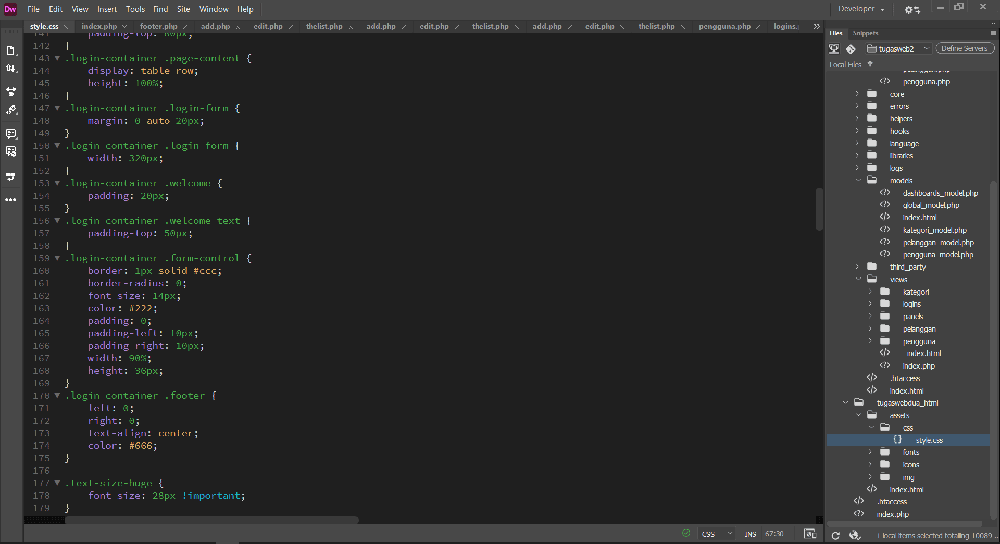 Dw File Edit View Insert Tools Find Site Window Help Developer
style.css index.php footer.php add.php edit.php thelist.php add.php edit.php thelist.php add.php edit.php thelist.php pengguna.php logins.
141 padding-top: 80px;
142 }
143 .login-container .page-content {
144 display: table-row;
145 height: 100%;
146 }
147 .login-container .login-form {
148 margin: 0 auto 20px;
149 }
150 .login-container .login-form {
151 width: 320px;
152 }
153 .login-container .welcome {
154 padding: 20px;
155 }
156 .login-container .welcome-text {
157 padding-top: 50px;
158 }
159 .login-container .form-control {
160 border: 1px solid #ccc;
161 border-radius: 0;
162 font-size: 14px;
163 color: #222;
164 padding: 0;
165 padding-left: 10px;
166 padding-right: 10px;
167 width: 90%;
168 height: 36px;
169 }
170 .login-container .footer {
171 left: 0;
172 right: 0;
173 text-align: center;
174 color: #666;
175 }
176
177 .text-size-huge {
178 font-size: 28px !important;
179 }
CSS INS 67:30
Files Snippets
tugasweb2 Define Servers
Local Files
pelanggan.php
pengguna.php
core
errors
helpers
hooks
language
libraries
logs
models
dashboards_model.php
global_model.php
index.html
kategori_model.php
pelanggan_model.php
pengguna_model.php
third_party
views
kategori
logins
panels
pelanggan
pengguna
_index.html
index.php
.htaccess
index.html
tugaswebdua_html
assets
css
style.css
fonts
icons
img
index.html
.htaccess
index.php
1 local items selected totalling 10089 ..